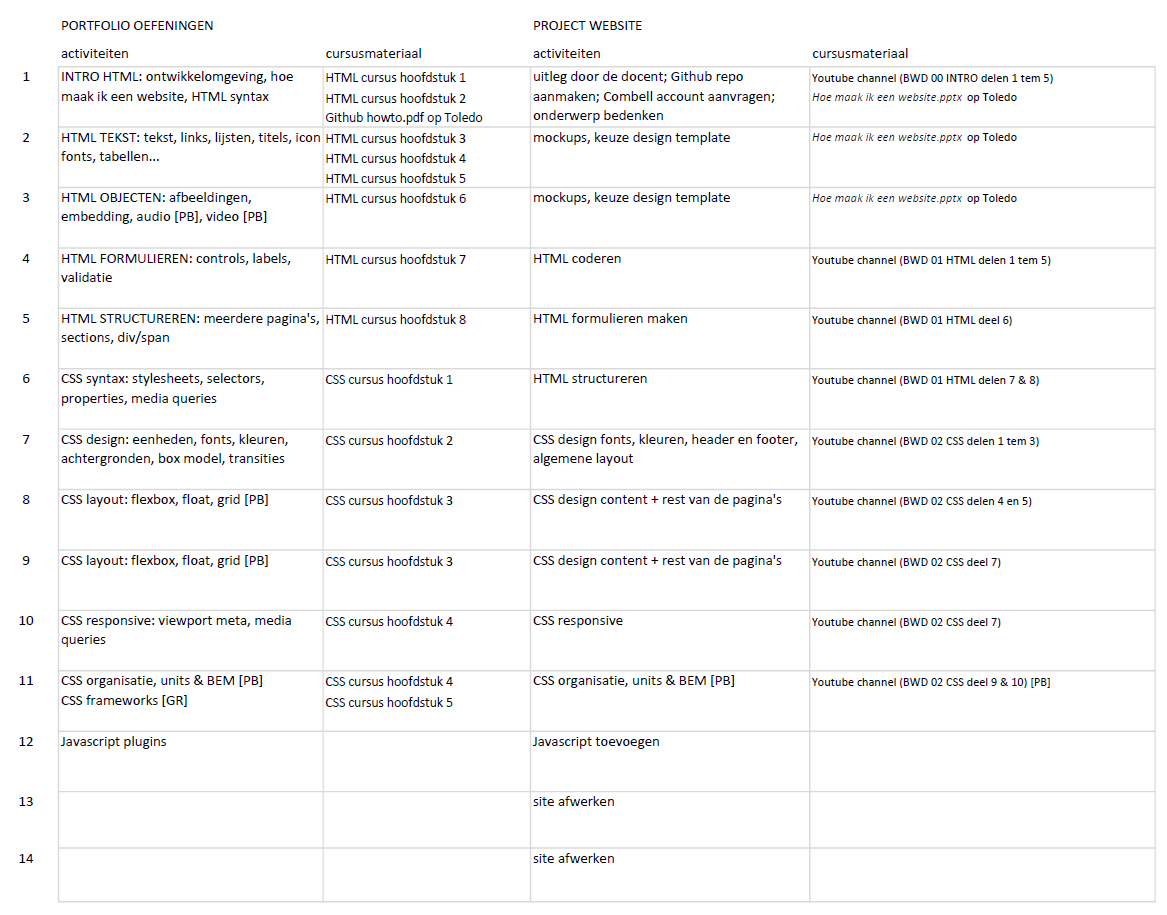 PORTFOLIO OEFENINGEN PROJECT WEBSITE
activiteiten cursusmateriaal activiteiten cursusmateriaal
1 INTRO HTML: ontwikkelomgeving, hoe HTML cursus hoofdstuk 1 uitleg door de docent; Github repo Youtube channel (BWD 00 INTRO delen 1 tem 5)
maak ik een website, HTML syntax HTML cursus hoofdstuk 2 aanmaken; Combell account aanvragen; Hoe maak ik een website.pptx op Toledo
Github howto.pdf op Toledo onderwerp bedenken
2 HTML TEKST: tekst, links, lijsten, titels, icon HTML cursus hoofdstuk 3 mockups, keuze design template Hoe maak ik een website.pptx op Toledo
fonts, tabellen... HTML cursus hoofdstuk 4
HTML cursus hoofdstuk 5
3 HTML OBJECTEN: afbeeldingen, HTML cursus hoofdstuk 6 mockups, keuze design template Hoe maak ik een website.pptx op Toledo
embedding, audio [PB], video [PB]
4 HTML FORMULIEREN: controls, labels, HTML cursus hoofdstuk 7 HTML coderen Youtube channel (BWD 01 HTML delen 1 tem 5)
validatie
5 HTML STRUCTUREREN: meerdere pagina's, HTML cursus hoofdstuk 8 HTML formulieren maken Youtube channel (BWD 01 HTML deel 6)
sections, div/span
6 CSS syntax: stylesheets, selectors, CSS cursus hoofdstuk 1 HTML structureren Youtube channel (BWD 01 HTML delen 7 & 8)
properties, media queries
7 CSS design: eenheden, fonts, kleuren, CSS cursus hoofdstuk 2 CSS design fonts, kleuren, header en footer, Youtube channel (BWD 02 CSS delen 1 tem 3)
achtergronden, box model, transities algemene layout
8 CSS layout: flexbox, float, grid [PB] CSS cursus hoofdstuk 3 CSS design content + rest van de pagina's Youtube channel (BWD 02 CSS delen 4 en 5)
9 CSS layout: flexbox, float, grid [PB] CSS cursus hoofdstuk 3 CSS design content + rest van de pagina's Youtube channel (BWD 02 CSS deel 7)
10 CSS responsive: viewport meta, media CSS cursus hoofdstuk 4 CSS responsive Youtube channel (BWD 02 CSS deel 7)
queries
11 CSS organisatie, units & BEM [PB] CSS cursus hoofdstuk 4 CSS organisatie, units & BEM [PB] Youtube channel (BWD 02 CSS deel 9 & 10) [PB]
CSS frameworks [GR] CSS cursus hoofdstuk 5
12 Javascript plugins Javascript toevoegen
13 site afwerken
14 site afwerken